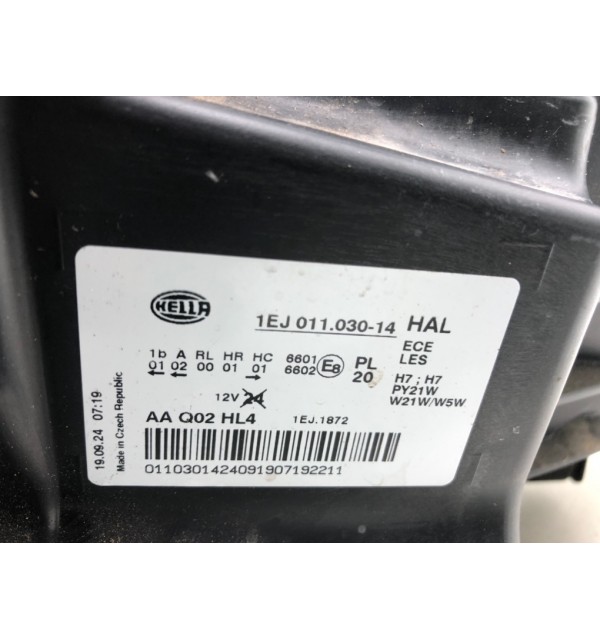 HELLA
1EJ 011.030-14 HAL
ECE
LES
1b A RL HR HC 6601 E8 PL
01 02 00 01 01 6602 20
H7 ; H7
PY21W
W21W/W5W
12V 24
AA Q02 HL4 1EJ.1872
0110301424091907192211
19.09.24 07:19
Made in Czech Republic